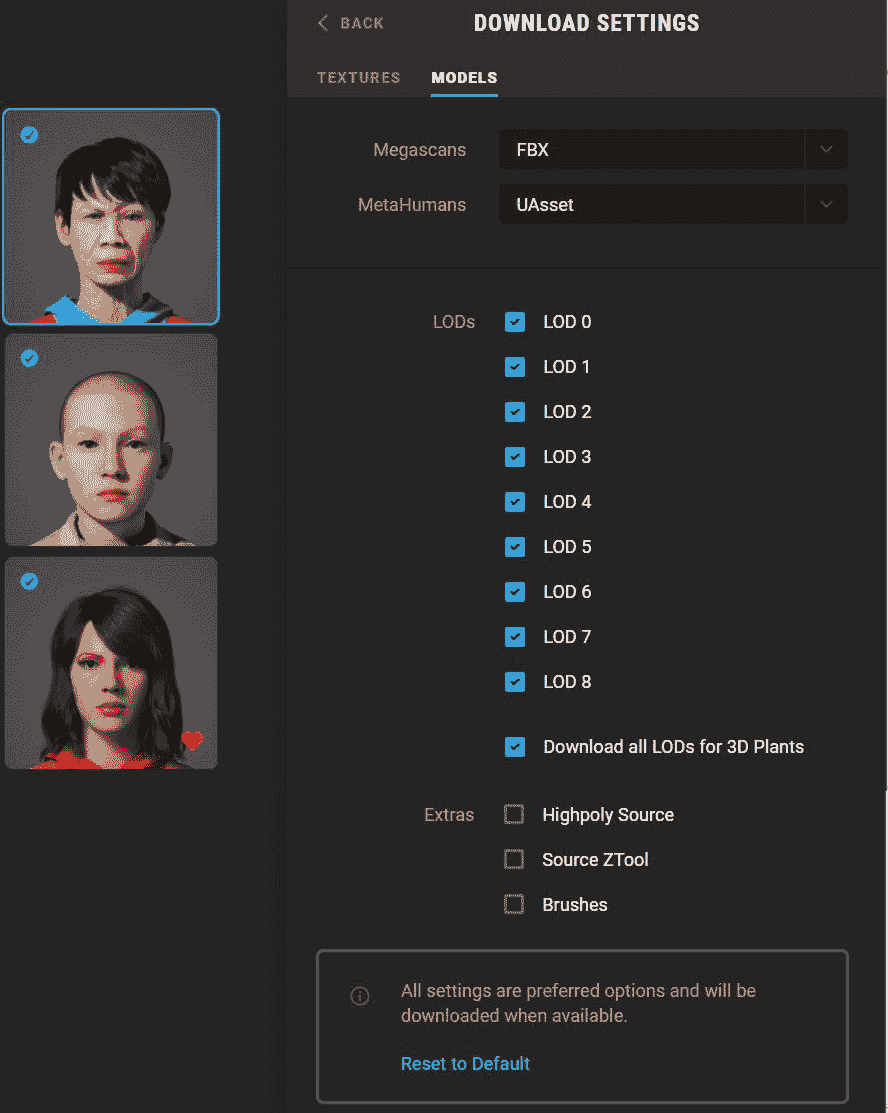 BACK
DOWNLOAD SETTINGS
TEXTURES
MODELS
Megascans
FBX
MetaHumans
UAsset
LODs
LOD 0
LOD 1
LOD 2
LOD 3
LOD 4
LOD 5
LOD 6
LOD 7
LOD 8
Download all LODs for 3D Plants
Extras
Highpoly Source
Source ZTool
Brushes
All settings are preferred options and will be
downloaded when available.
Reset to Default